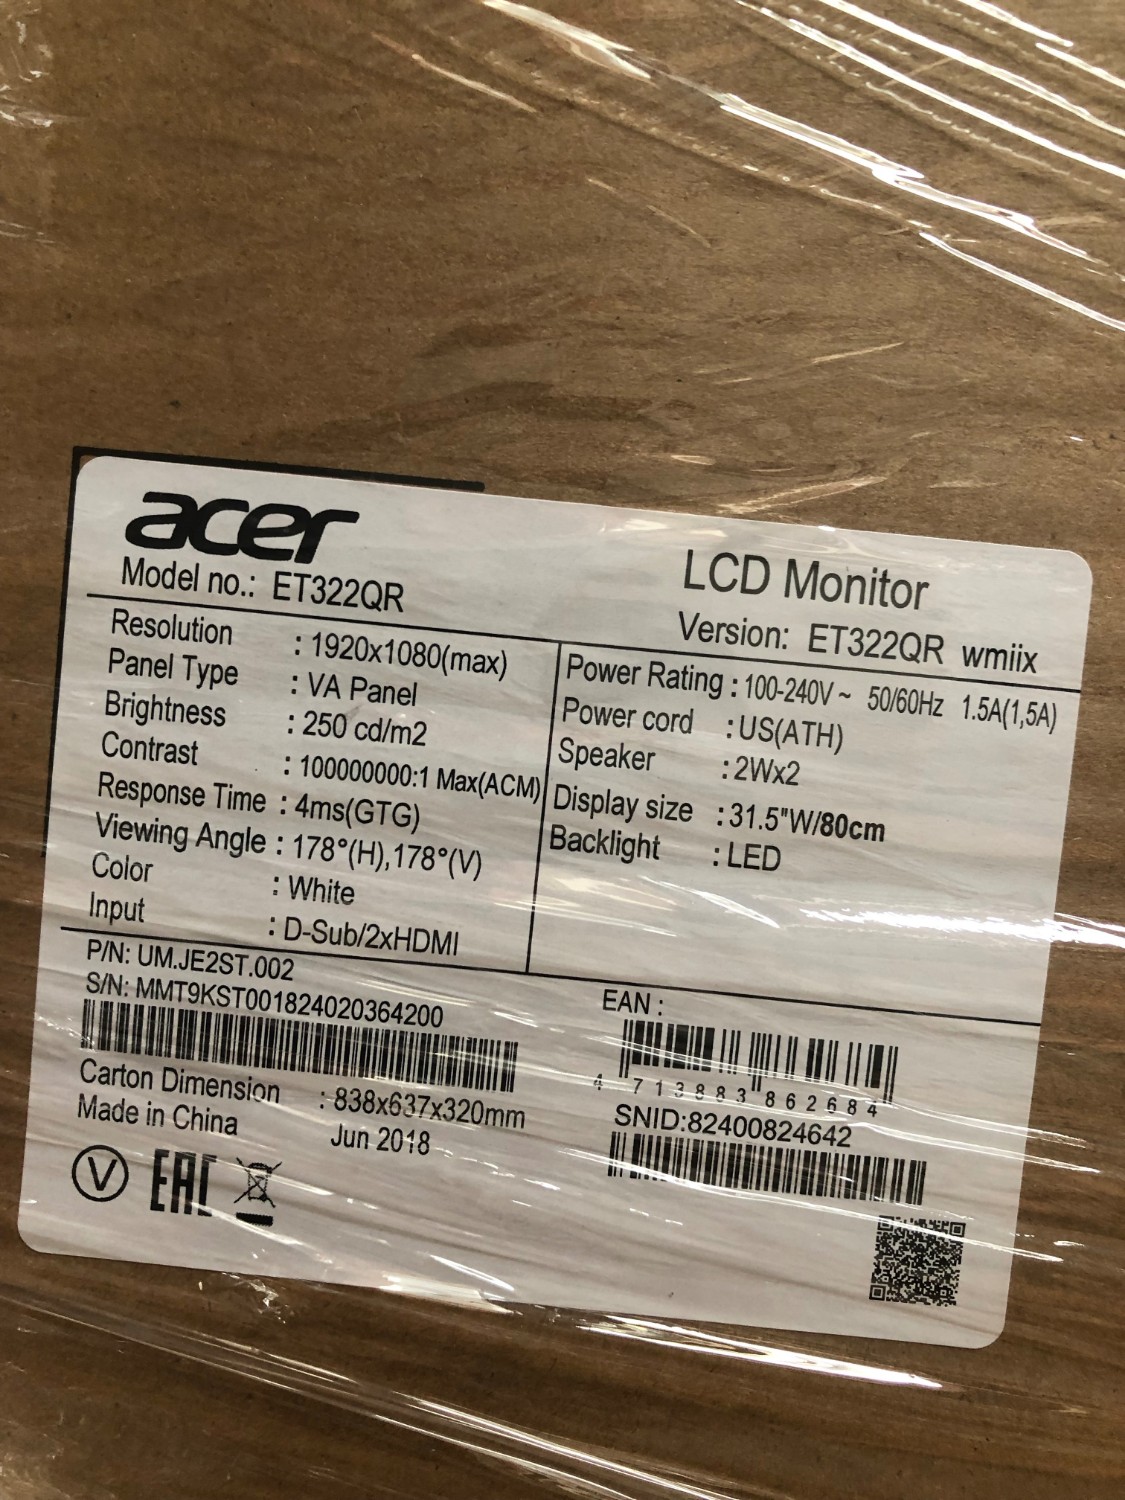 acer
LCD Monitor
Model no.: ET322QR
Version: ET322QR wmiix
Resolution : 1920x1080(max)
Panel Type : VA Panel
Brightness : 250 cd/m2
Contrast : 100000000:1 Max(ACM)
Response Time : 4ms(GTG)
Viewing Angle : 178°(H),178°(V)
Color : White
Input : D-Sub/2xHDMI
Power Rating : 100-240V ~ 50/60Hz 1.5A(1,5A)
Power cord : US(ATH)
Speaker : 2Wx2
Display size : 31.5"W/80cm
Backlight : LED
P/N: UM.JE2ST.002
S/N: MMT9KST001824020364200
Carton Dimension : 838x637x320mm
Made in China Jun 2018
V EAC
EAN :
4 713883 862684
SNID:82400824642